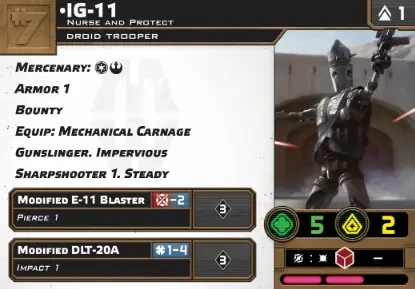 •IG-11
NURSE AND PROTECT
DROID TROOPER
1
MERCENARY:
ARMOR 1
BOUNTY
EQUIP: MECHANICAL CARNAGE
GUNSLINGER. IMPERVIOUS
SHARPSHOOTER 1. STEADY
MODIFIED E-11 BLASTER -2
PIERCE 1
3
MODIFIED DLT-20A 1-4
IMPACT 1
3
5 2
: –